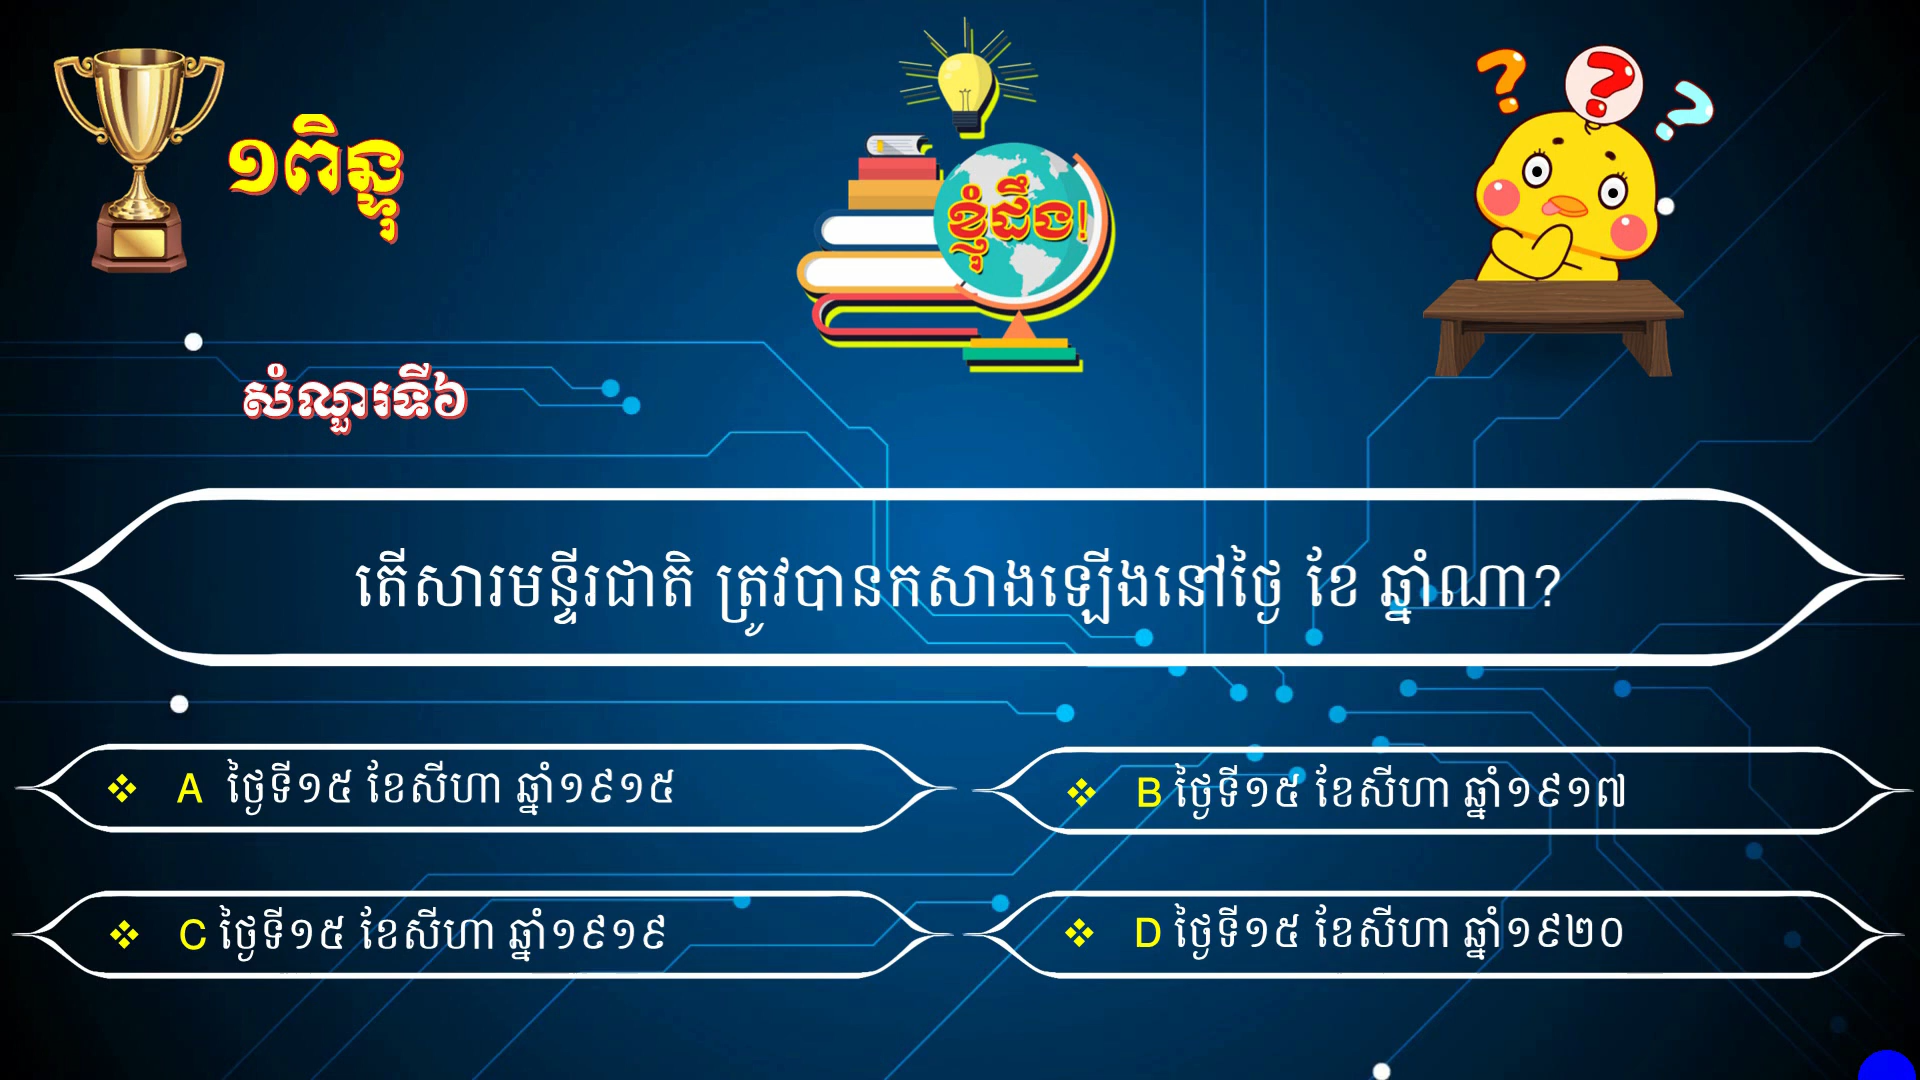 ១ពិន្ទុ
ខ្ញុំដឹង!
សំណួរទី៦
តើសារមន្ទីរជាតិ ត្រូវបានកសាងឡើងនៅថ្ងៃ ខែ ឆ្នាំណា?
A ថ្ងៃទី១៥ ខែសីហា ឆ្នាំ១៩១៥
B ថ្ងៃទី១៥ ខែសីហា ឆ្នាំ១៩១៧
C ថ្ងៃទី១៥ ខែសីហា ឆ្នាំ១៩១៩
D ថ្ងៃទី១៥ ខែសីហា ឆ្នាំ១៩២០